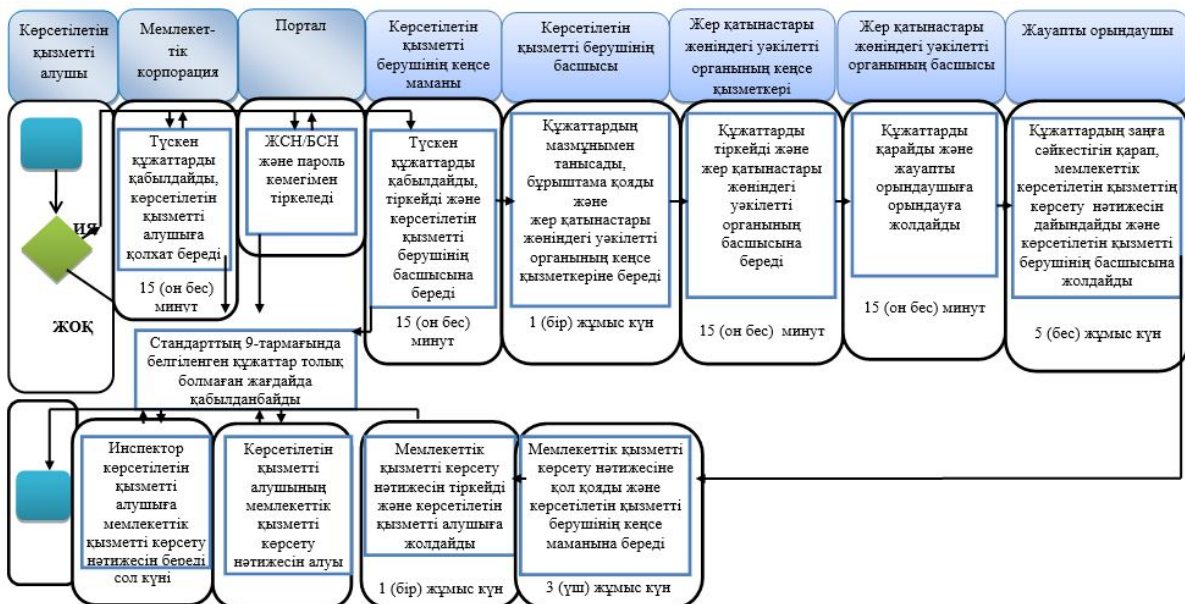 Көрсетілетін
қызметті
алушы
Мемлекет-
тік
корпорация
Портал
Көрсетілетін
қызметті
берушінің кеңсе
маманы
Көрсетілетін
қызметті берушінің
басшысы
Жер қатынастары
жөніндегі уәкілетті
органының кеңсе
қызметкері
Жер қатынастары
жөніндегі уәкілетті
органының басшысы
Жауапты орындаушы
ИЯ
ЖОҚ
Түскен
құжаттарды
қабылдайды,
көрсетілетін
қызметті
алушыға
қолхат береді
15 (он бес)
минут
ЖСН/БСН
және пароль
көмегімен
тіркеледі
Түскен
құжаттарды
қабылдайды,
тіркейді және
көрсетілетін
қызметті
берушінің
басшысына
береді
15 (он бес)
минут
Құжаттардың
мазмұнымен
танысады,
бұрыштама қояды
және
жер қатынастары
жөніндегі уәкілетті
органының кеңсе
қызметкеріне береді
1 (бір) жұмыс күн
Құжаттарды
тіркейді және
жер қатынастары
жөніндегі
уәкілетті
органының
басшысына
береді
15 (он бес) минут
Құжаттарды
қарайды және
жауапты
орындаушыға
орындауға
жолдайды
15 (он бес) минут
Құжаттардың заңға
сәйкестігін қарап,
мемлекеттік
көрсетілетін қызметтің
көрсету нәтижесін
дайындайды және
көрсетілетін қызметті
берушінің басшысына
жолдайды
5 (бес) жұмыс күн
Стандарттың 9-тармағында
белгіленген құжаттар толық
болмаған жағдайда
қабылданбайды
Инспектор
көрсетілетін
қызметті
алушыға
мемлекеттік
қызметті көрсету
нәтижесін береді
сол күні
Көрсетілетін
қызметті
алушының
мемлекеттік
қызметті
көрсету
нәтижесін алуы
Мемлекеттік
қызметті көрсету
нәтижесін тіркейді
және көрсетілетін
қызметті алушыға
жолдайды
1 (бір) жұмыс күн
Мемлекеттік қызметті
көрсету нәтижесіне
қол қояды және
көрсетілетін қызметті
берушінің кеңсе
маманына береді
3 (үш) жұмыс күн